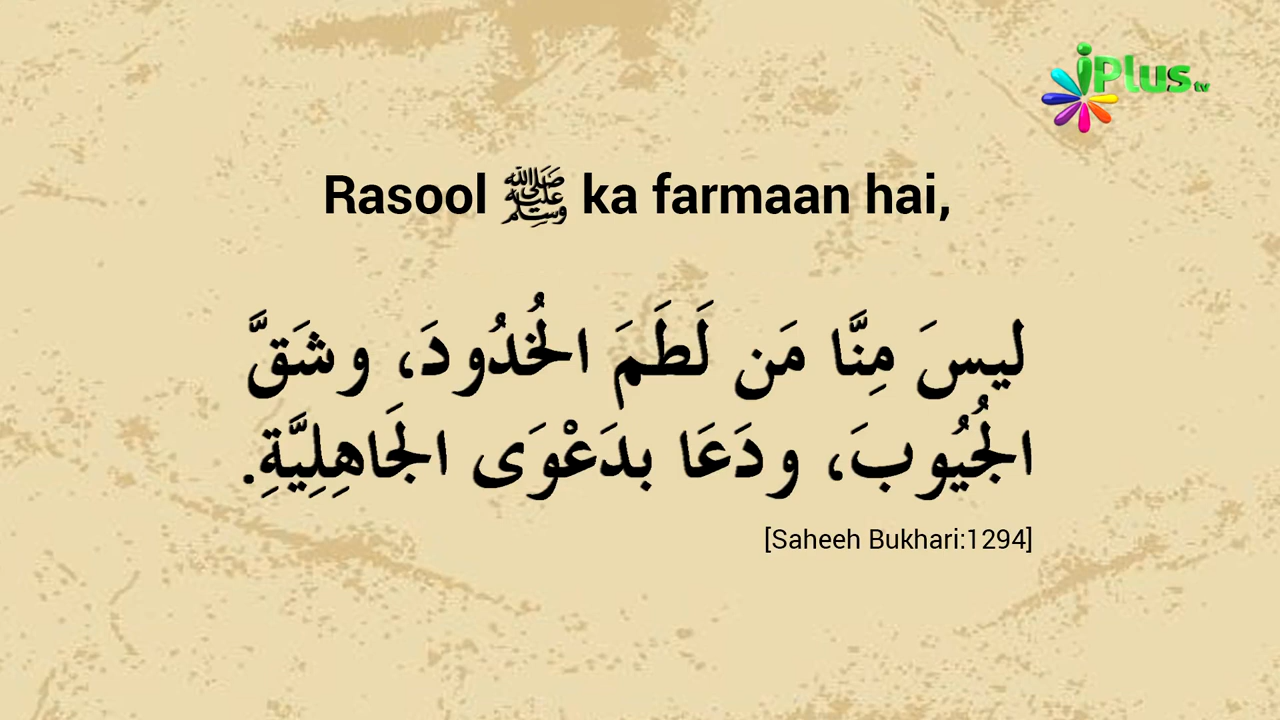 iPlus tv
Rasool ﷺ ka farmaan hai,
ليسَ مِنَّا مَن لَطَمَ الخُدُودَ، وشَقَّ
الجُيُوبَ، ودَعَا بدَعْوَى الجَاهِلِيَّةِ.
[Saheeh Bukhari:1294]